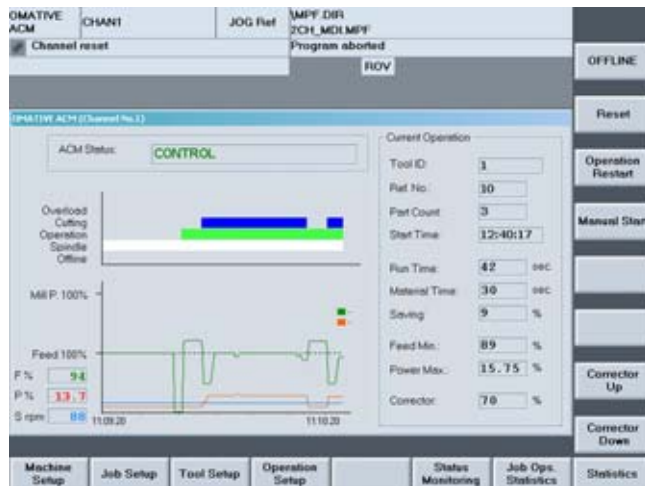 OMATIVE ACM
CHAN1
JOG Ref
\MPF.DIR
2CH_MDI.MPF
Channel reset
Program aborted
ROV
OMATIVE ACM (Channel No.1)
ACM Status:
CONTROL
Overload
Cutting
Operation
Spindle
Offline
Mill P. 100%
Feed 100%
F % 94
P % 13.7
S rpm 88
11:09:20
11:10:20
Current Operation
Tool ID: 1
Part. No.: 10
Part Count: 3
Start Time: 12:40:17
Run Time: 42 sec.
Material Time: 30 sec.
Saving: 9 %
Feed Min.: 89 %
Power Max.: 15.75 %
Corrector: 70 %
OFFLINE
Reset
Operation Restart
Manual Start
Corrector Up
Corrector Down
Machine Setup
Job Setup
Tool Setup
Operation Setup
Status Monitoring
Job Ops. Statistics
Statistics